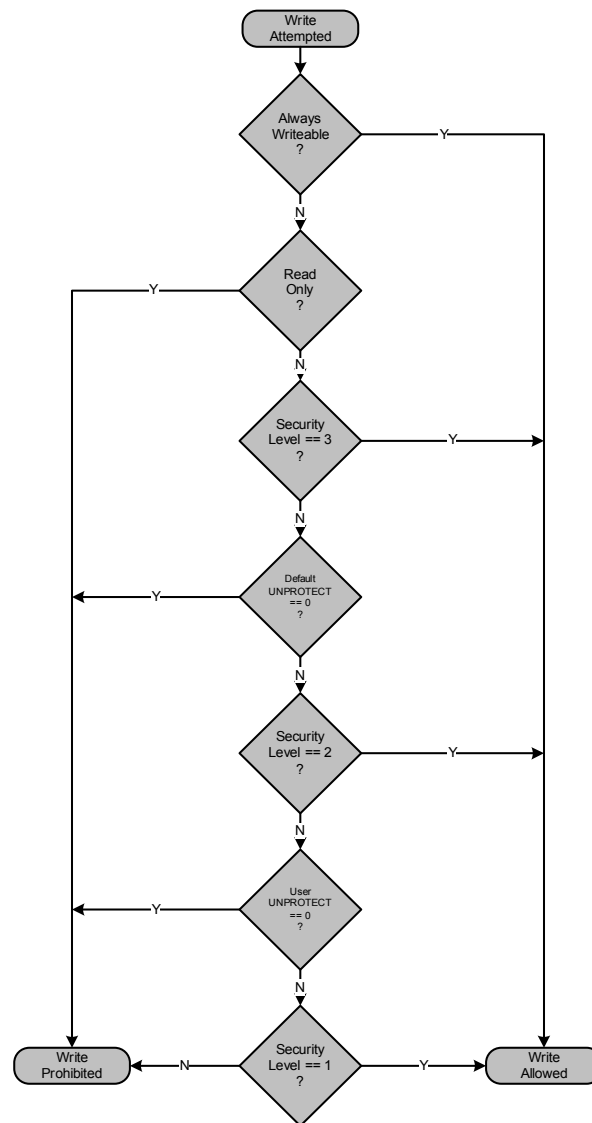 Write
Attempted
Always
Writeable
?
Y
N
Read
Only
?
Y
N
Security
Level == 3
?
Y
N
Default
UNPROTECT
== 0
?
Y
N
Security
Level == 2
?
Y
N
User
UNPROTECT
== 0
?
Y
N
Write
Prohibited
N
Security
Level == 1
?
Y
Write
Allowed